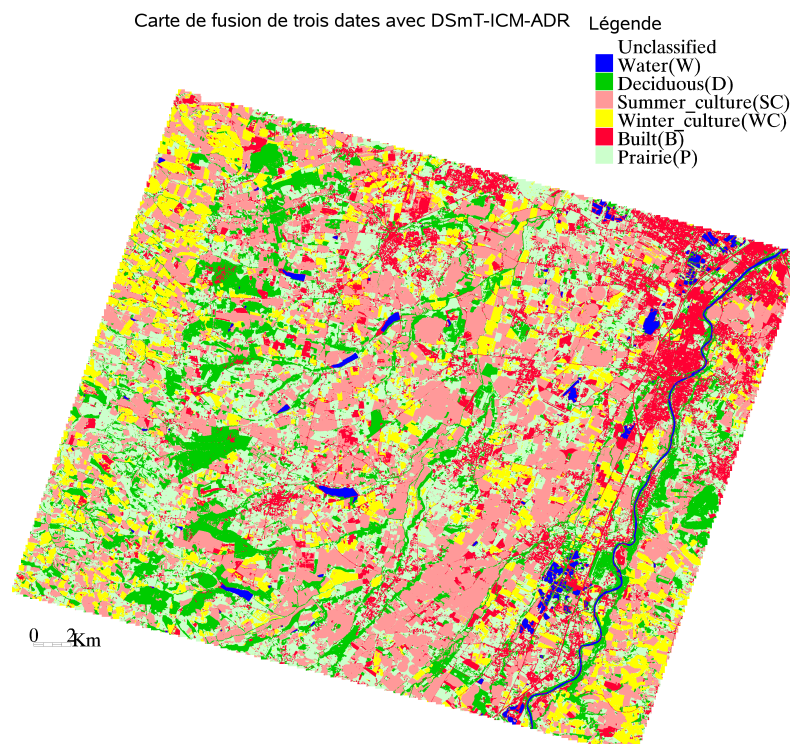 Carte de fusion de trois dates avec DSmT-ICM-ADR
Légende
Unclassified
Water(W)
Deciduous(D)
Summer_culture(SC)
Winter_culture(WC)
Built(B)
Prairie(P)
0 2Km